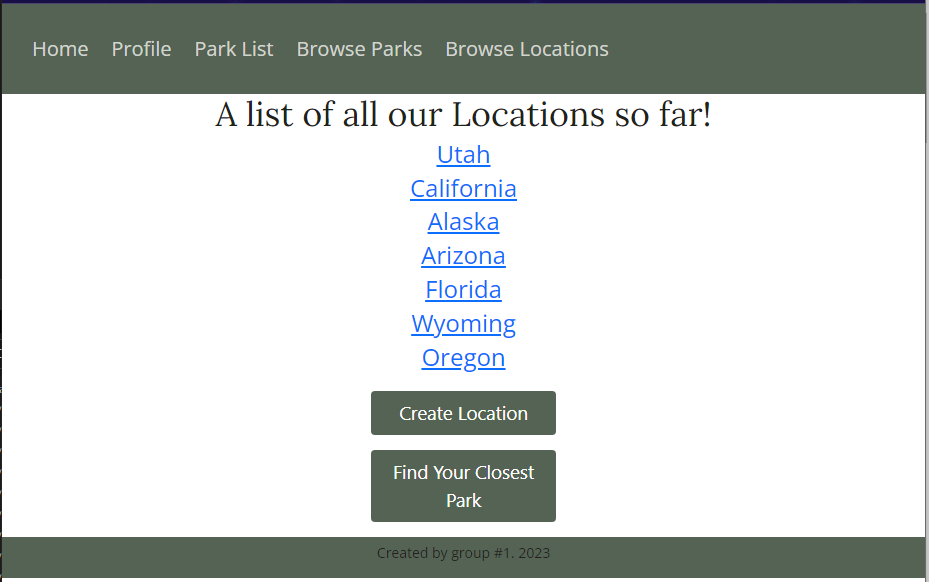 Home Profile Park List Browse Parks Browse Locations
A list of all our Locations so far!
Utah
California
Alaska
Arizona
Florida
Wyoming
Oregon
Create Location
Find Your Closest
Park
Created by group #1. 2023